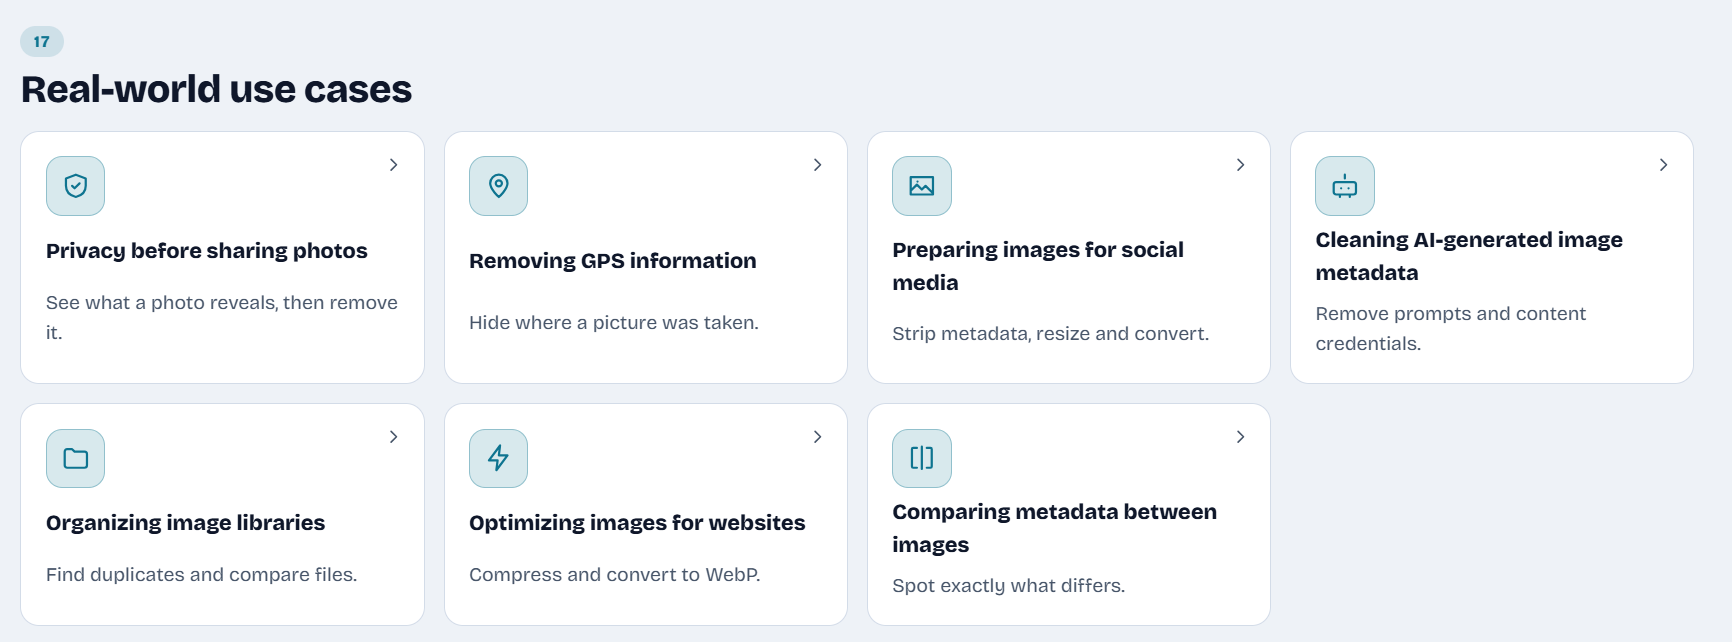 17
Real-world use cases
Privacy before sharing photos
See what a photo reveals, then remove
it.
Removing GPS information
Hide where a picture was taken.
Preparing images for social
media
Strip metadata, resize and convert.
Cleaning AI-generated image
metadata
Remove prompts and content
credentials.
Organizing image libraries
Find duplicates and compare files.
Optimizing images for websites
Compress and convert to WebP.
Comparing metadata between
images
Spot exactly what differs.